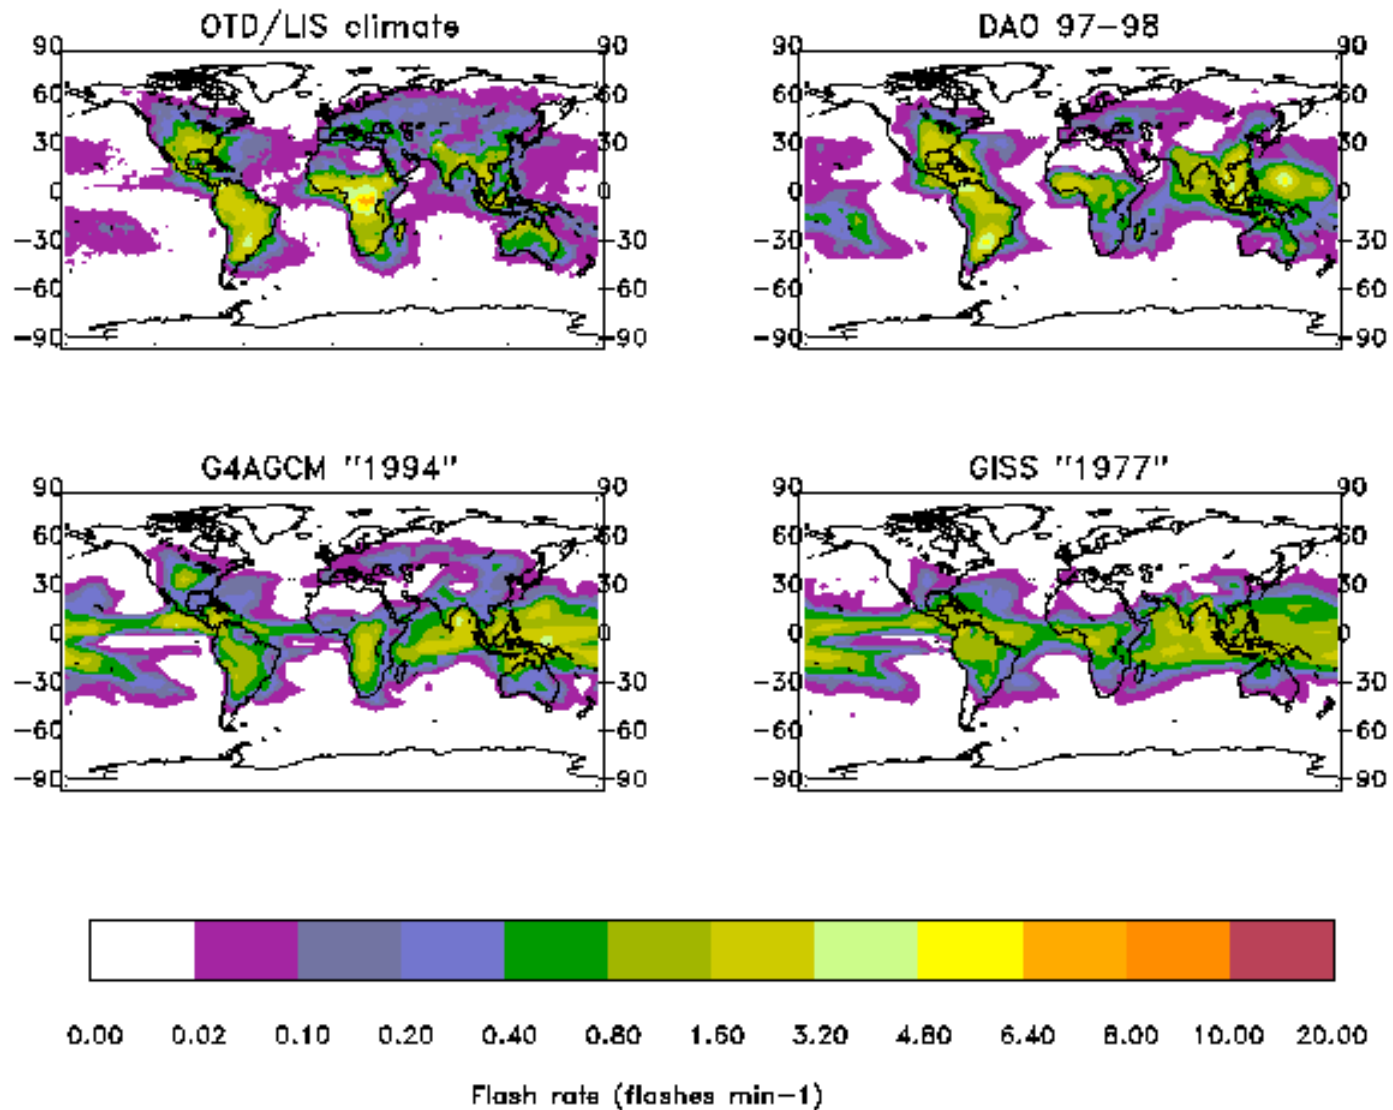 OTD/LIS climate
DAO 97-98
90 90 90 90
60 60 60 60
30 30 30 30
0 0 0 0
-30 -30 -30 -30
-60 -60 -60 -60
-90 -90 -90 -90
G4AGCM "1994"
GISS "1977"
90 90 90 90
60 60 60 60
30 30 30 30
0 0 0 0
-30 -30 -30 -30
-60 -60 -60 -60
-90 -90 -90 -90
0.00 0.02 0.10 0.20 0.40 0.80 1.60 3.20 4.80 6.40 8.00 10.00 20.00
Flash rate (flashes min-1)